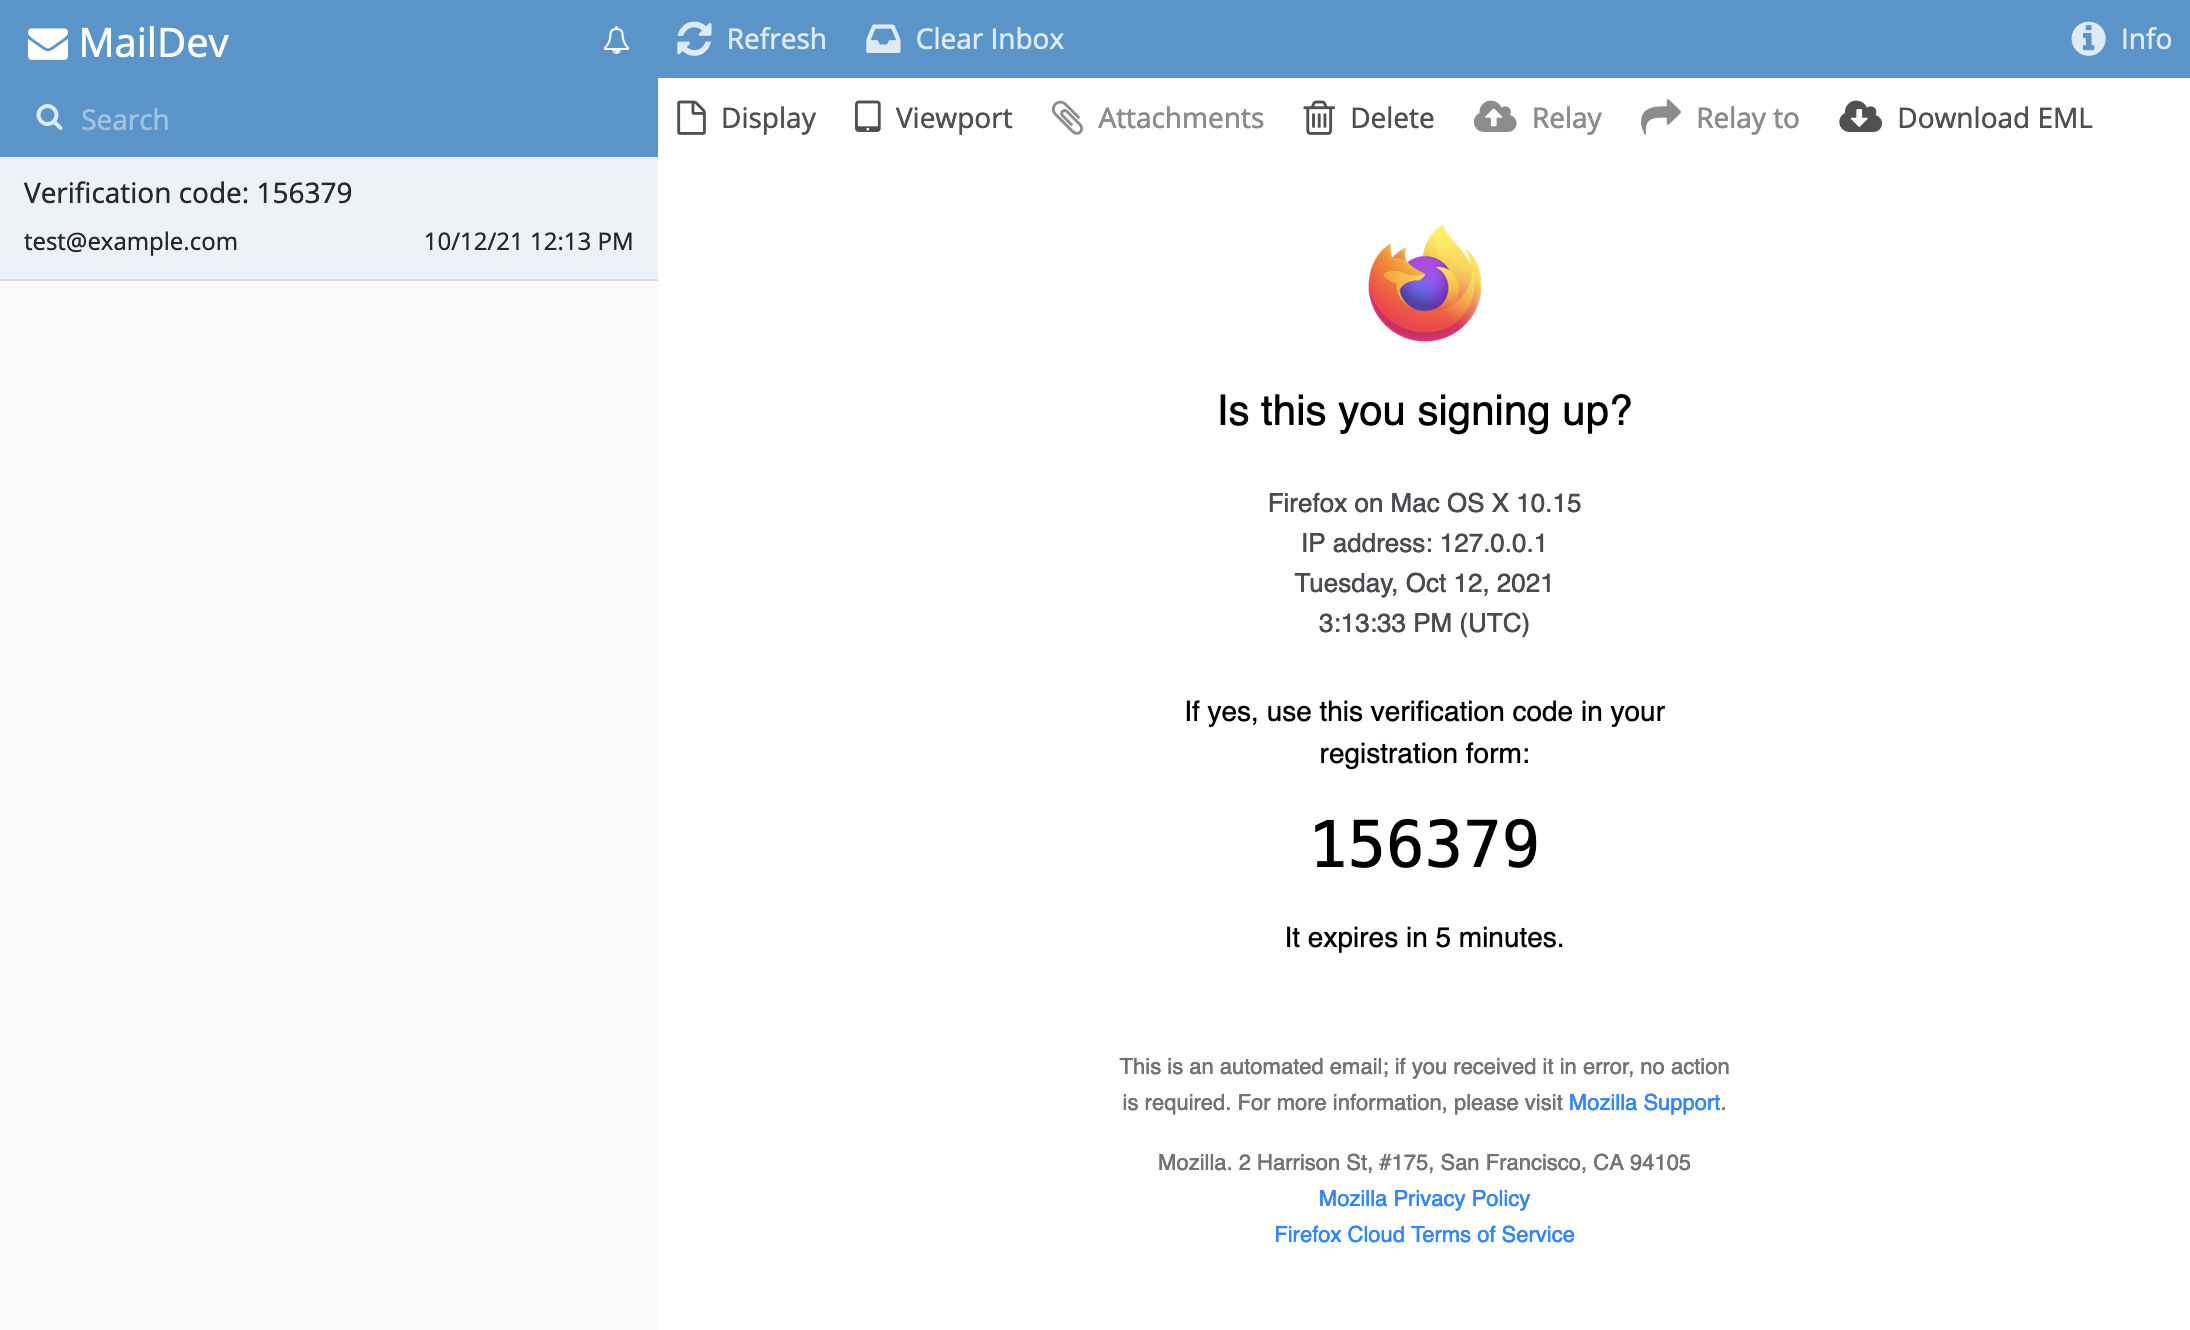 MailDev
Refresh
Clear Inbox
Info
Search
Display
Viewport
Attachments
Delete
Relay
Relay to
Download EML
Verification code: 156379
test@example.com
10/12/21 12:13 PM
Is this you signing up?
Firefox on Mac OS X 10.15
IP address: 127.0.0.1
Tuesday, Oct 12, 2021
3:13:33 PM (UTC)
If yes, use this verification code in your
registration form:
156379
It expires in 5 minutes.
This is an automated email; if you received it in error, no action
is required. For more information, please visit Mozilla Support.
Mozilla. 2 Harrison St, #175, San Francisco, CA 94105
Mozilla Privacy Policy
Firefox Cloud Terms of Service